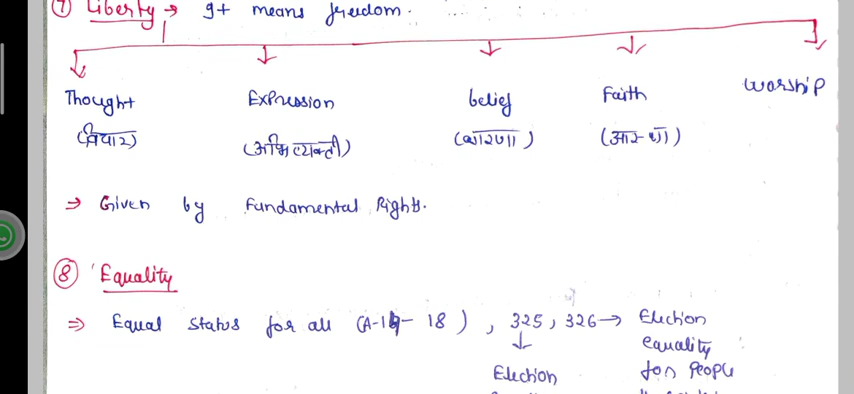 ⑦ Liberty → It means freedom.
Thought Expression belief Faith worship
(विचार) (अभिव्यक्ती) (धारणा) (आस्था)
⇒ Given by Fundamental Rights.
⑧ Equality
⇒ Equal status for all (A-14-18), 325, 326 → Election
equality
Election for People